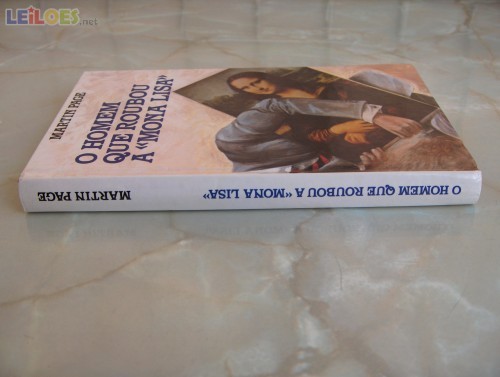 LEiLOES.net
MARTIN PAGE
O HOMEM
QUE ROUBOU
A «MONA LISA»
MARTIN PAGE
O HOMEM QUE ROUBOU A «MONA LISA»